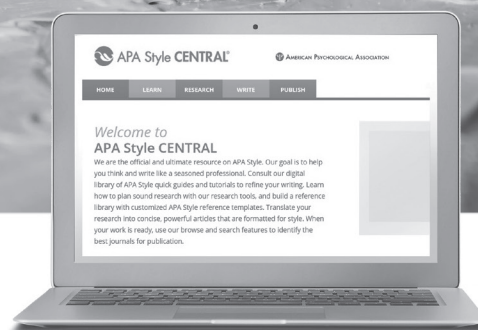 APA Style CENTRAL®
AMERICAN PSYCHOLOGICAL ASSOCIATION
HOME LEARN RESEARCH WRITE PUBLISH
Welcome to
APA Style CENTRAL
We are the official and ultimate resource on APA Style. Our goal is to help
you think and write like a seasoned professional. Consult our digital
library of APA Style quick guides and tutorials to refine your writing. Learn
how to plan sound research with our research tools, and build a reference
library with customized APA Style reference templates. Translate your
research into concise, powerful articles that are formatted for style. When
your work is ready, use our browse and search features to identify the
best journals for publication.